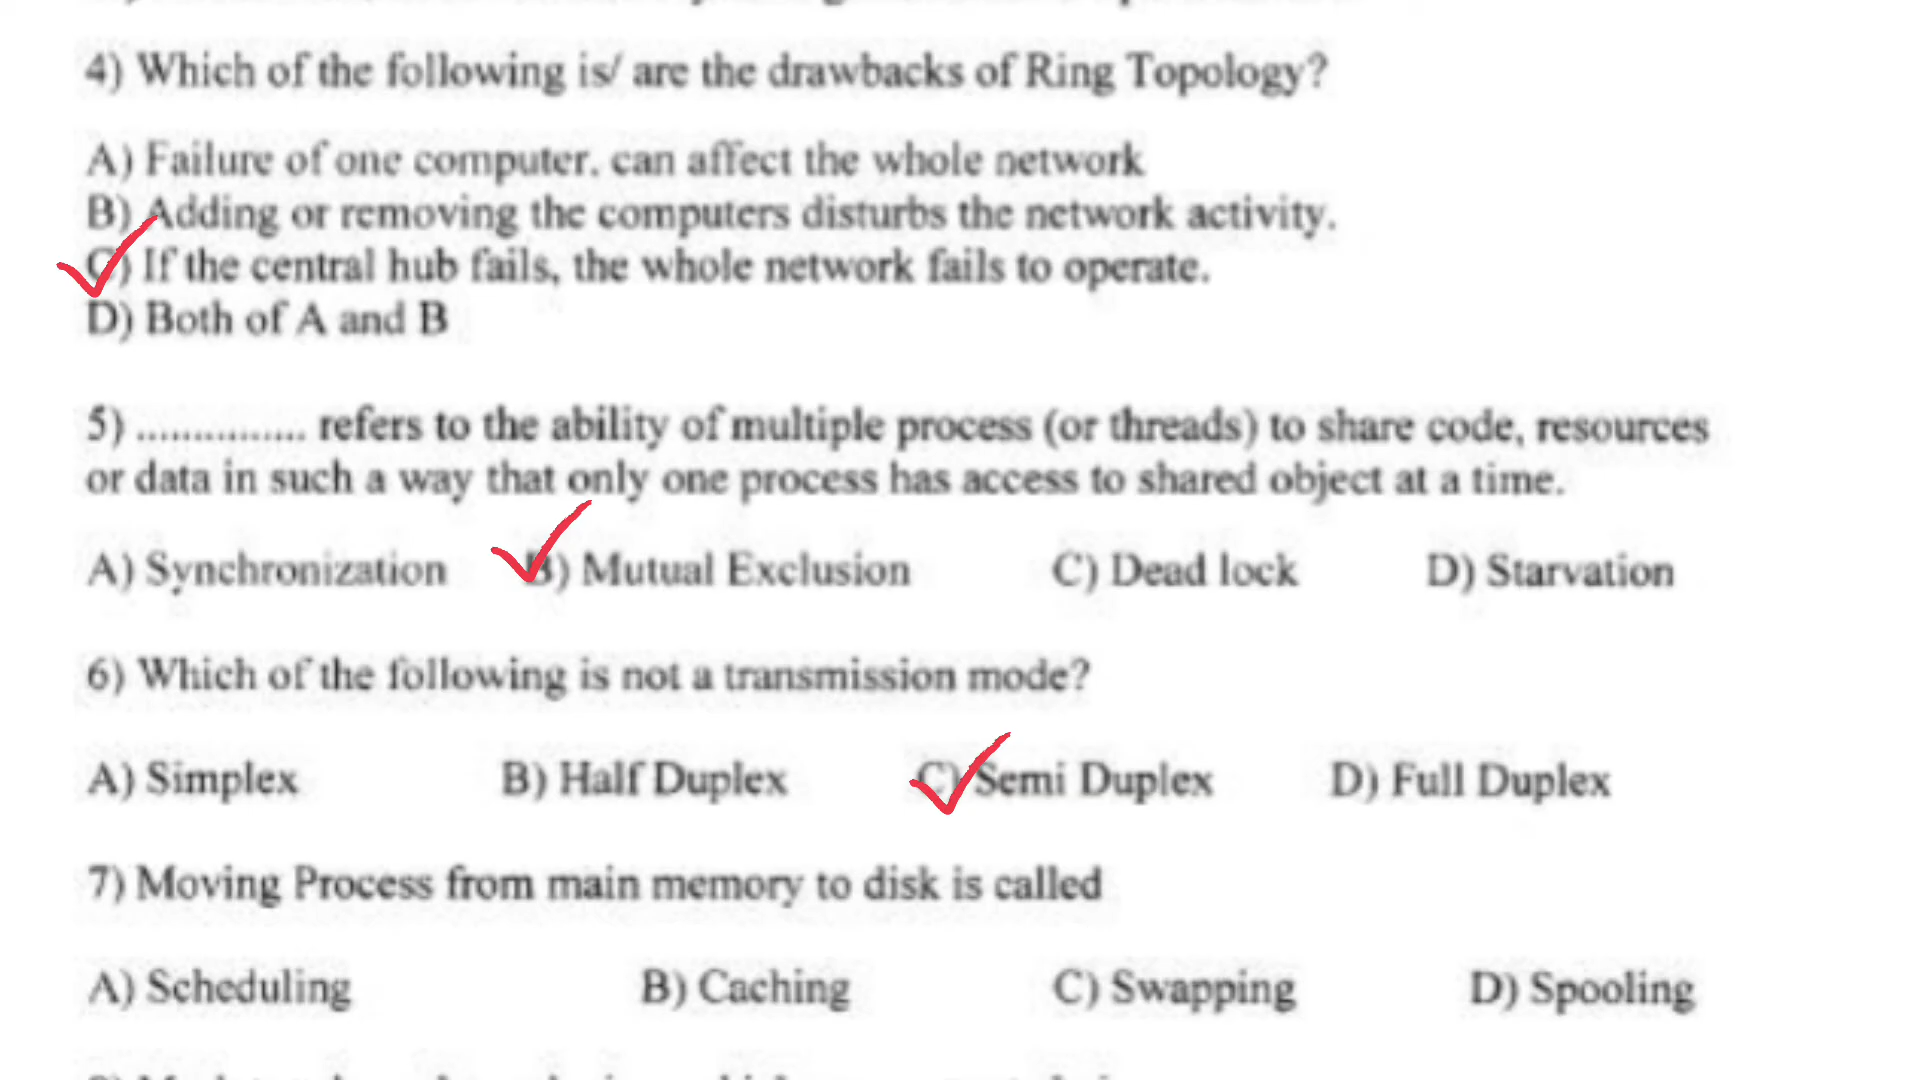 4) Which of the following is/ are the drawbacks of Ring Topology?
A) Failure of one computer. can affect the whole network
B) Adding or removing the computers disturbs the network activity.
C) If the central hub fails, the whole network fails to operate.
D) Both of A and B
5) ............... refers to the ability of multiple process (or threads) to share code, resources
or data in such a way that only one process has access to shared object at a time.
A) Synchronization B) Mutual Exclusion C) Dead lock D) Starvation
6) Which of the following is not a transmission mode?
A) Simplex B) Half Duplex C) Semi Duplex D) Full Duplex
7) Moving Process from main memory to disk is called
A) Scheduling B) Caching C) Swapping D) Spooling